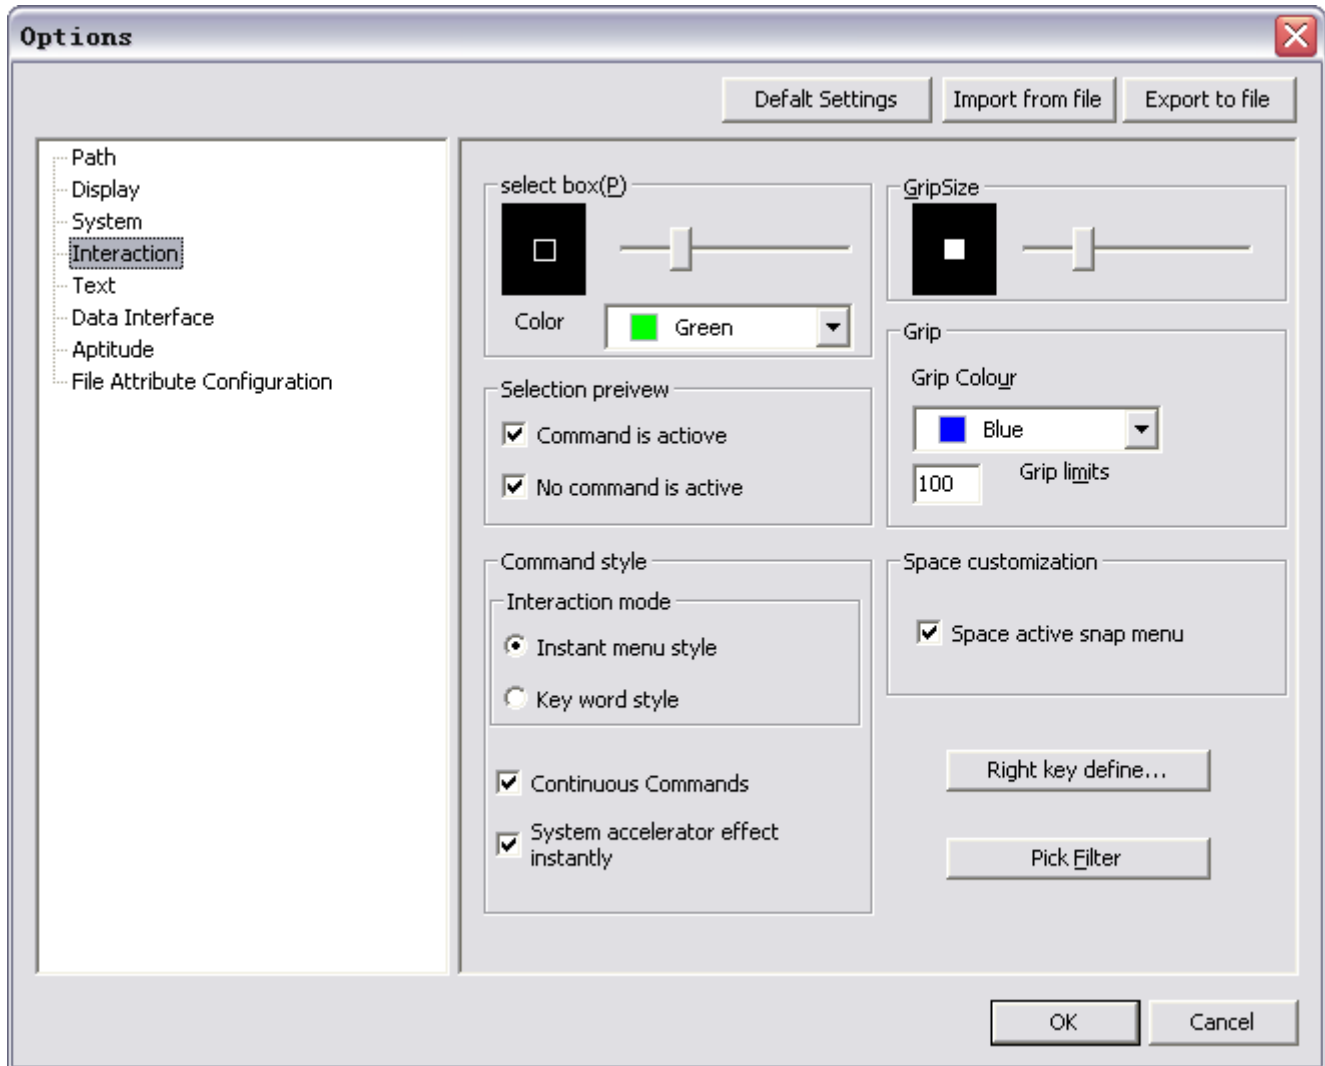 Options
Defalt Settings
Import from file
Export to file
Path
Display
System
Interaction
Text
Data Interface
Aptitude
File Attribute Configuration
select box(P)
Color
Green
Selection preivew
Command is actiove
No command is active
Command style
Interaction mode
Instant menu style
Key word style
Continuous Commands
System accelerator effect
instantly
GripSize
Grip
Grip Colour
Blue
100
Grip limits
Space customization
Space active snap menu
Right key define...
Pick Filter
OK
Cancel